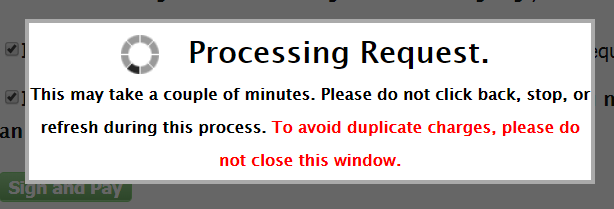 Processing Request.
This may take a couple of minutes. Please do not click back, stop, or
refresh during this process. To avoid duplicate charges, please do
not close this window.
an
Sign and Pay